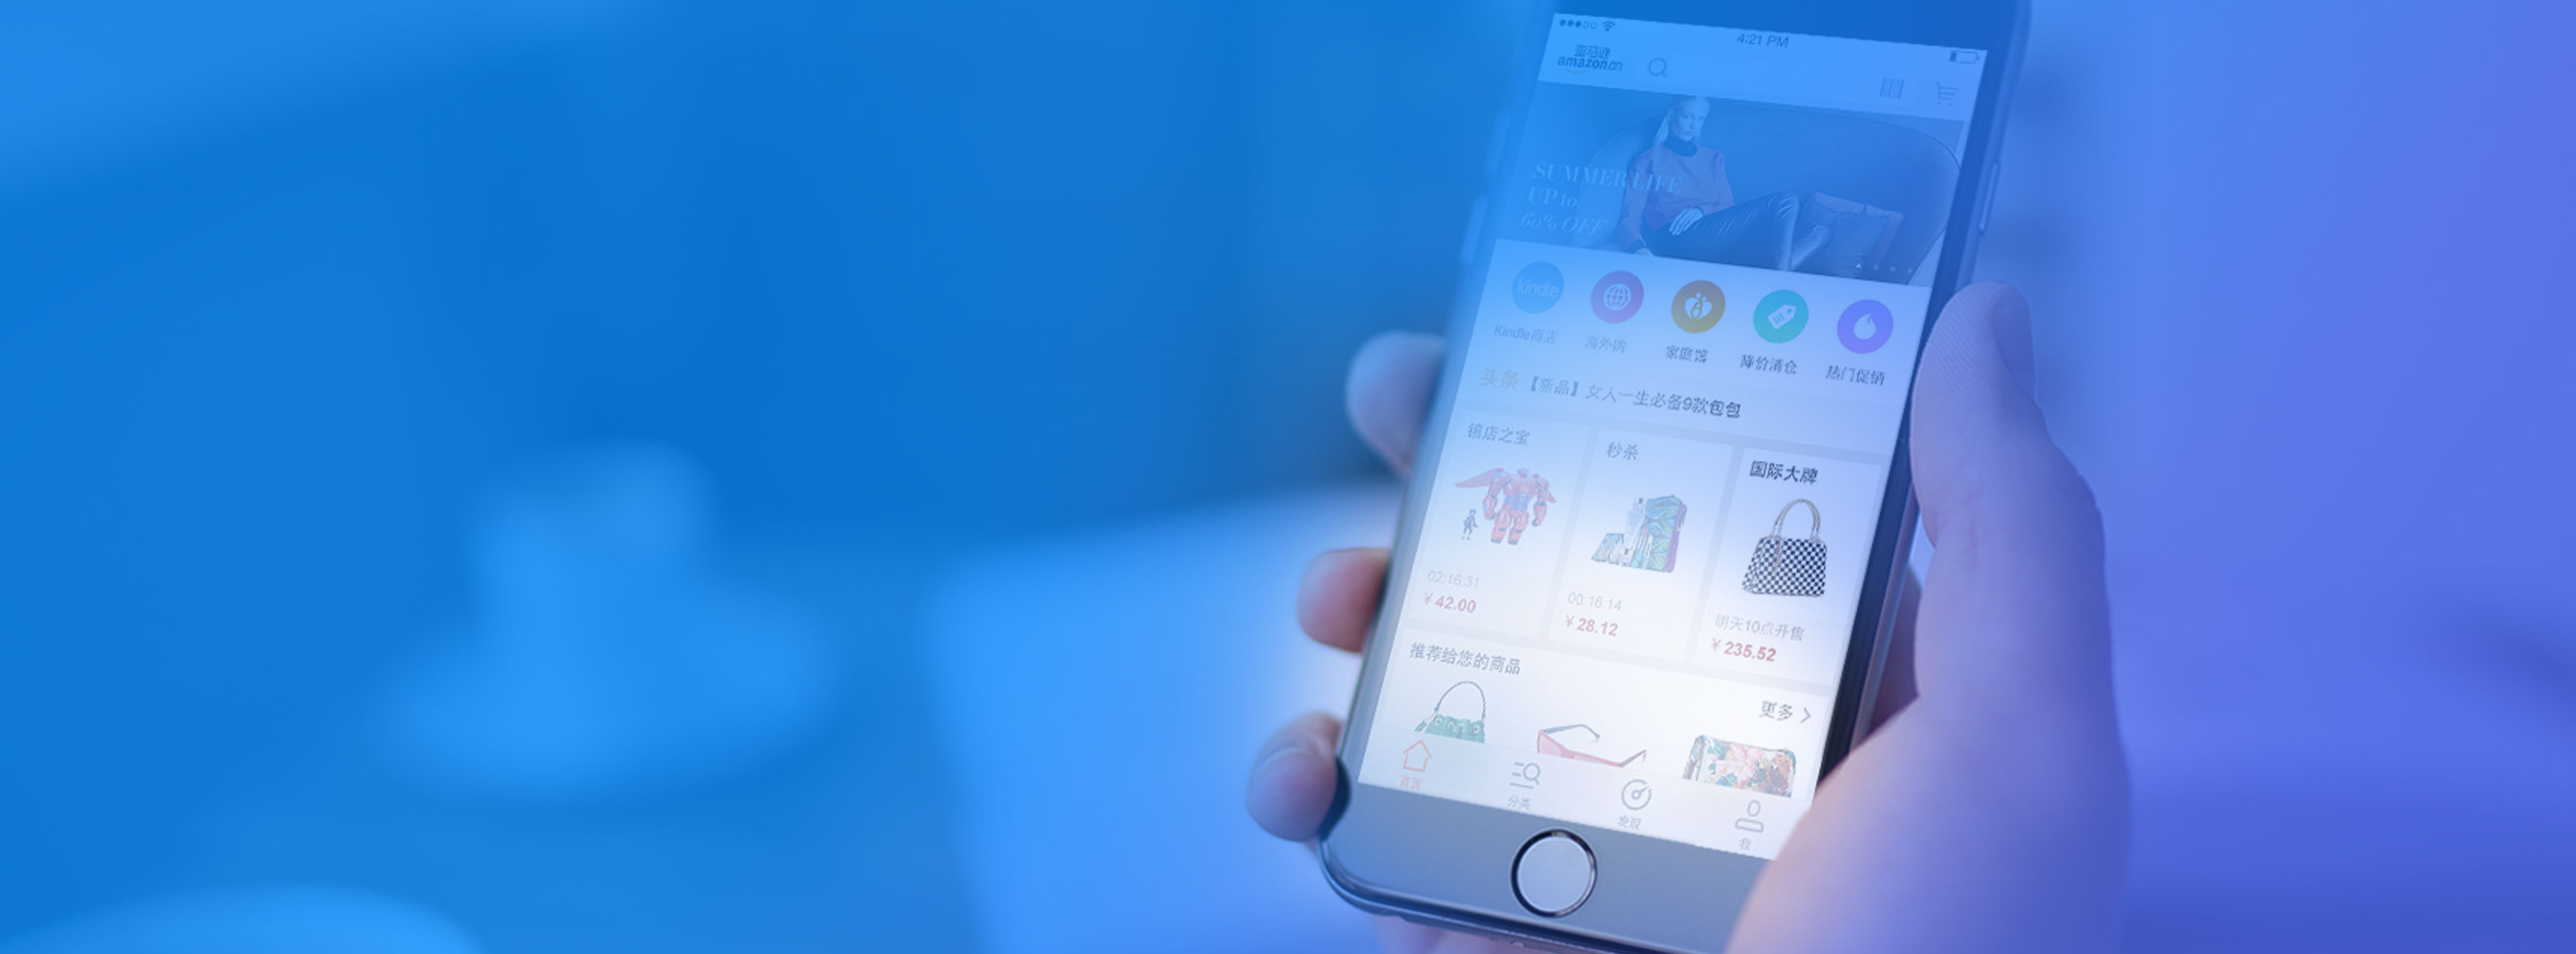 4:21 PM
亚马逊
amazon.cn
SUMMER LIFE
UP to
60% OFF
kindle
Kindle商店 海外购 家庭馆 降价清仓 热门促销
头条 【新品】女人一生必备9款包包
镇店之宝 秒杀 国际大牌
02:16:31 00:16:14 明天10点开售
¥42.00 ¥28.12 ¥235.52
推荐给您的商品 更多
首页 分类 发现 我